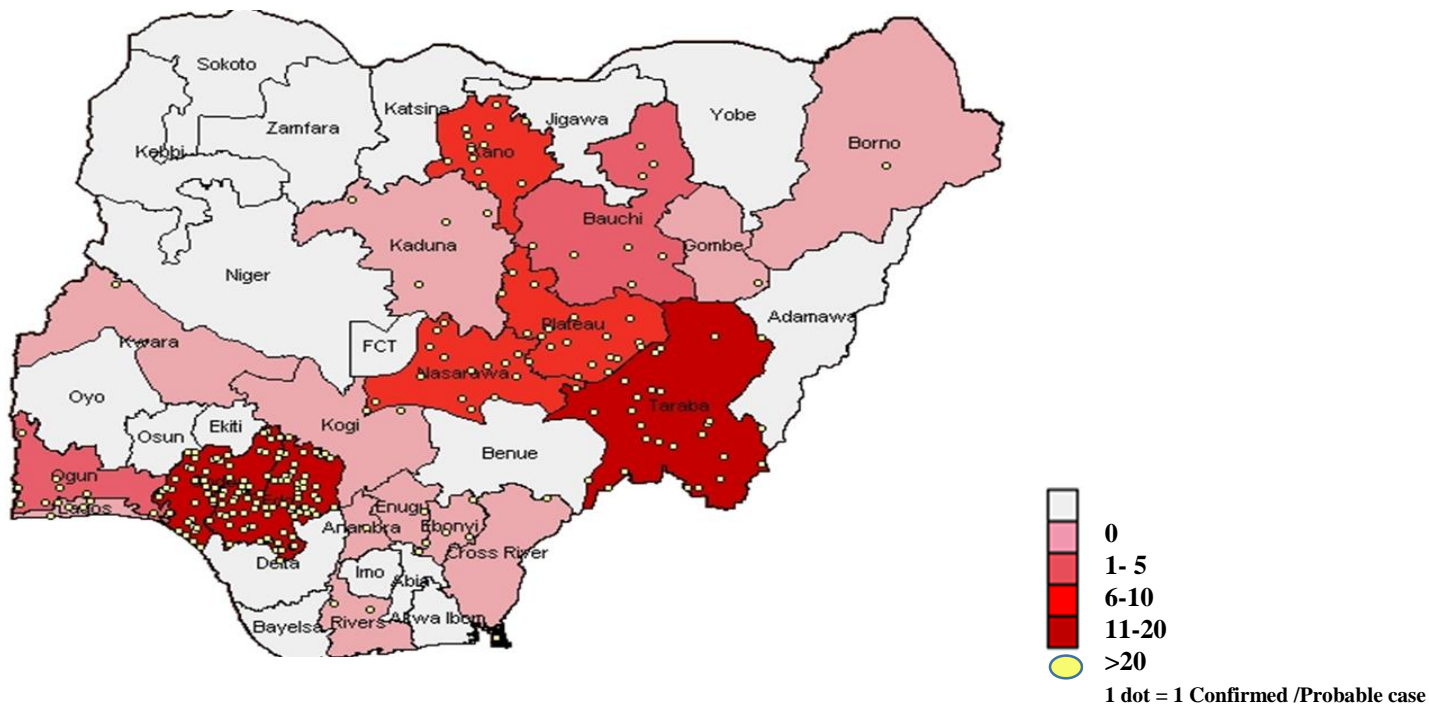 Sokoto
Katsina
Jigawa
Yobe
Zamfara
Borno
Kebbi
Kano
Bauchi
Kaduna
Gombe
Niger
Adamawa
Plateau
FCT
Kwara
Nasarawa
Oyo
Taraba
Ekiti
Kogi
Osun
Benue
Ogun
Lagos
Enugu
Anambra
Ebonyi
Cross River
Delta
Imo
Abia
Akwa Ibom
Bayelsa
Rivers
0
1- 5
6-10
11-20
>20
1 dot = 1 Confirmed /Probable case